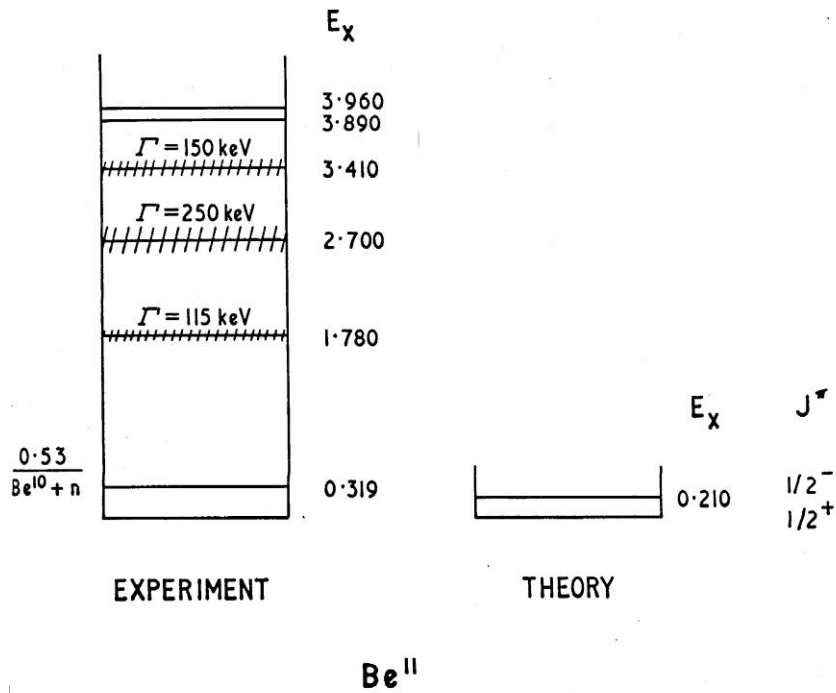 E_X
3·960
3·890
Γ = 150 keV
3·410
Γ = 250 keV
2·700
Γ = 115 keV
1·780
E_X J^π
0·53
Be^10 + n
0·319
0·210 1/2^-
1/2^+
EXPERIMENT THEORY
Be^11